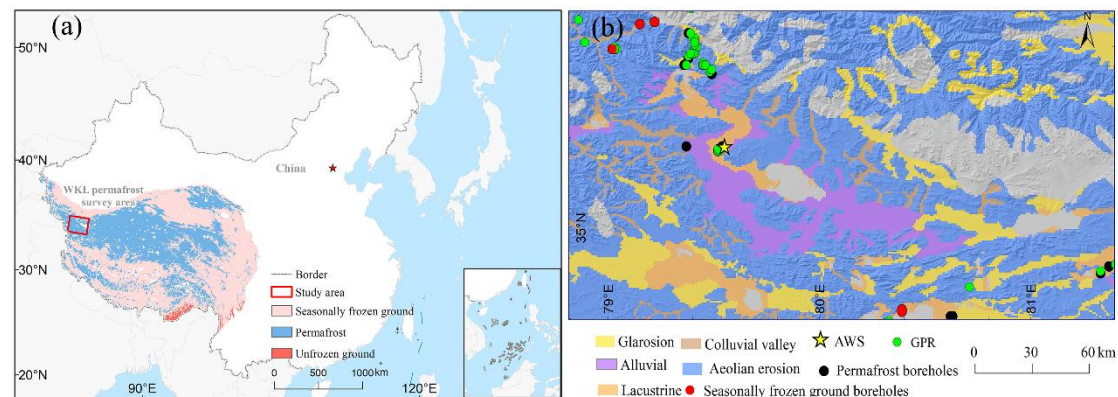 (a)
50°N
40°N
30°N
20°N
90°E
120°E
China
WKL permafrost
survey area
Border
Study area
Seasonally frozen ground
Permafrost
Unfrozen ground
0 500 1000km
(b)
N
35°N
79°E
80°E
81°E
Glarosion
Colluvial valley
AWS
GPR
Alluvial
Aeolian erosion
Permafrost boreholes
Lacustrine
Seasonally frozen ground boreholes
0 30 60 km